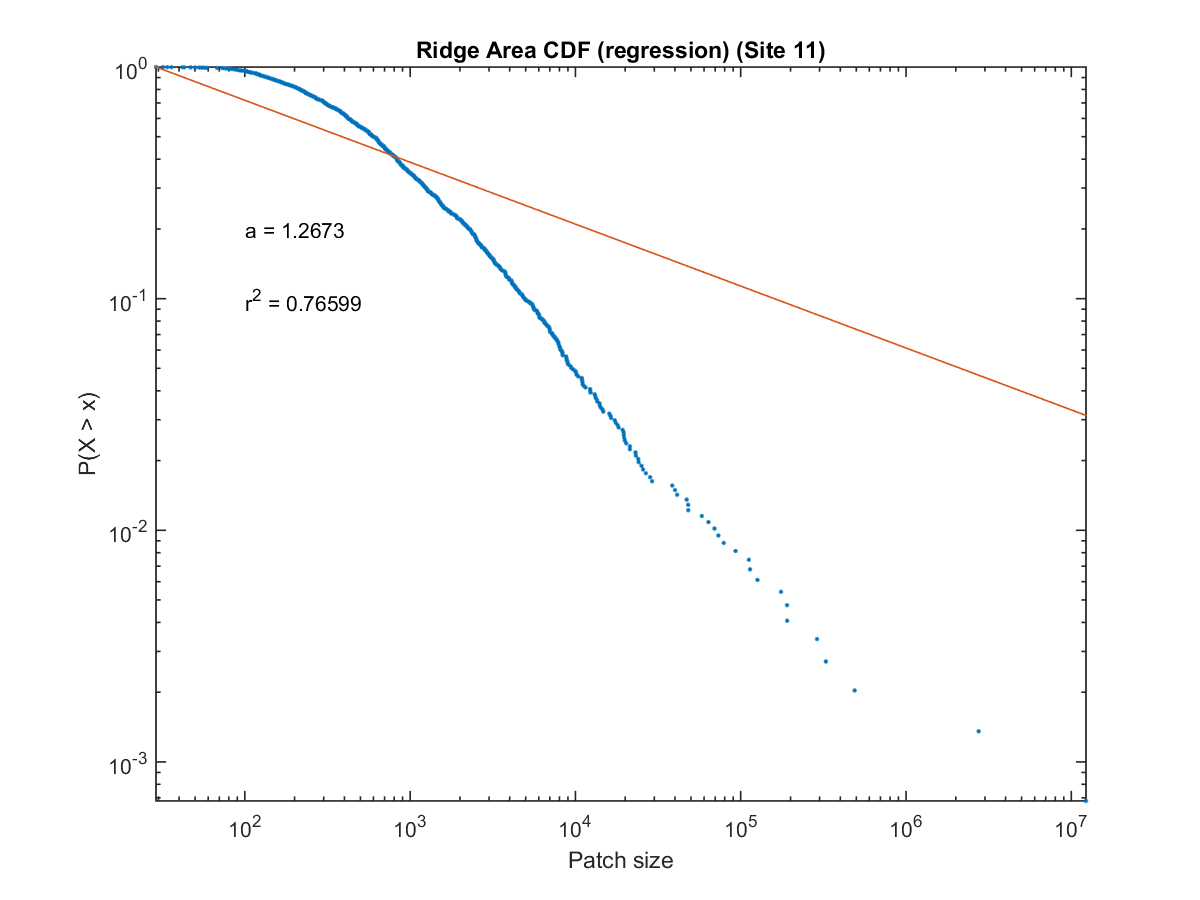 Ridge Area CDF (regression) (Site 11)
10^0
10^-1
10^-2
10^-3
P(X > x)
a = 1.2673
r^2 = 0.76599
10^2
10^3
10^4
10^5
10^6
10^7
Patch size